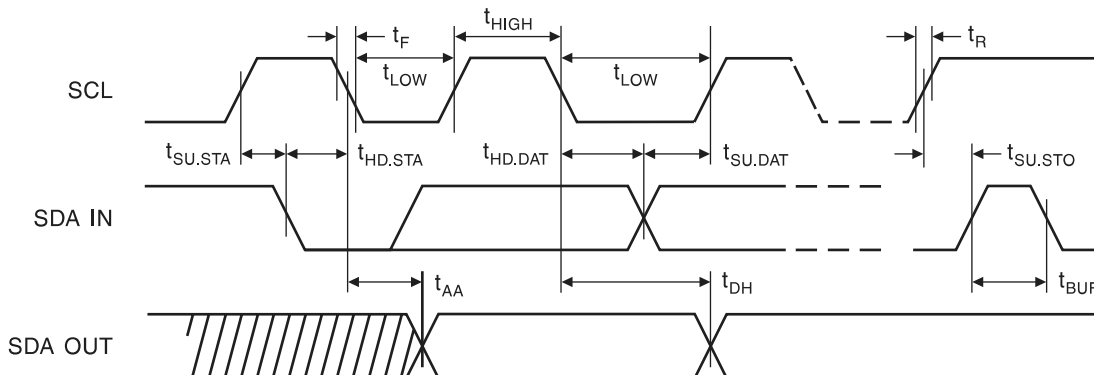 tF
tHIGH
tR
SCL
tLOW
tLOW
tSU.STA
tHD.STA
tHD.DAT
tSU.DAT
tSU.STO
SDA IN
tAA
tDH
tBUF
SDA OUT